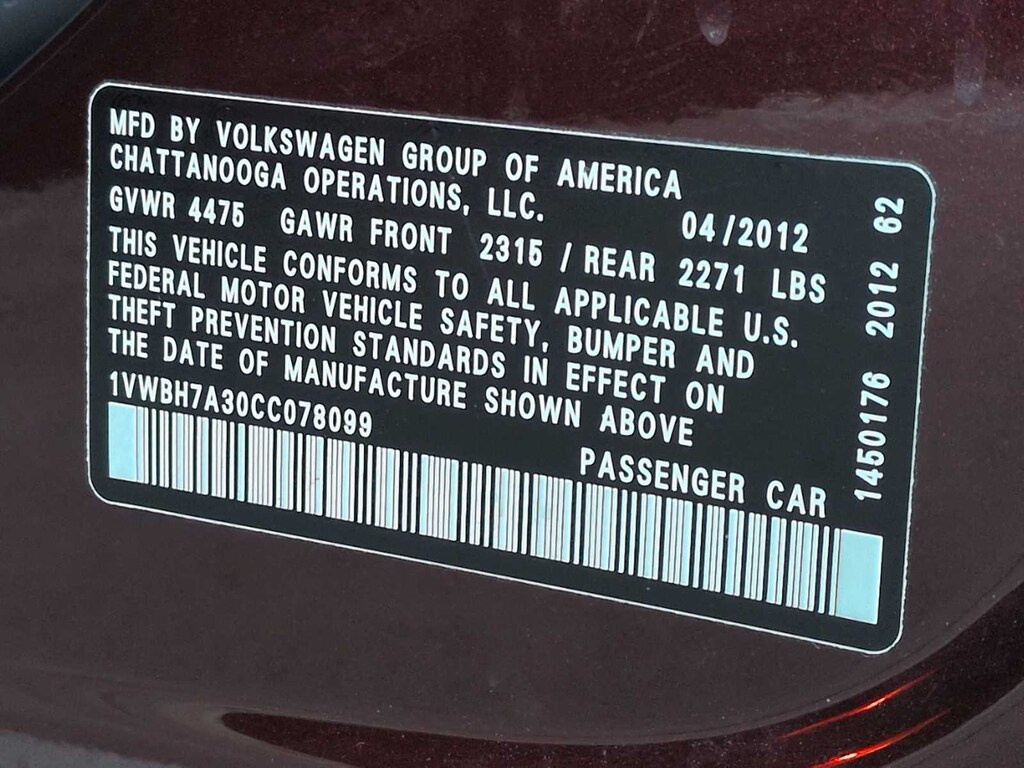 MFD BY VOLKSWAGEN GROUP OF AMERICA
CHATTANOOGA OPERATIONS, LLC. 04/2012
GVWR 4475 GAWR FRONT 2315 / REAR 2271 LBS
THIS VEHICLE CONFORMS TO ALL APPLICABLE U.S.
FEDERAL MOTOR VEHICLE SAFETY, BUMPER AND
THEFT PREVENTION STANDARDS IN EFFECT ON
THE DATE OF MANUFACTURE SHOWN ABOVE
1VWBH7A30CC078099
PASSENGER CAR
1450176 2012 62